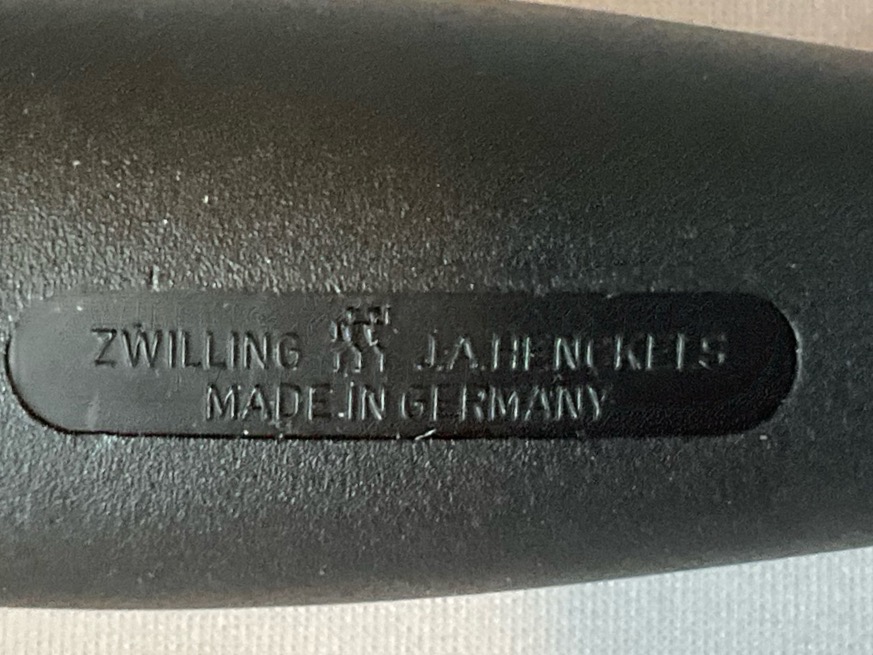 ZWILLING J.A.HENCKELS
MADE IN GERMANY